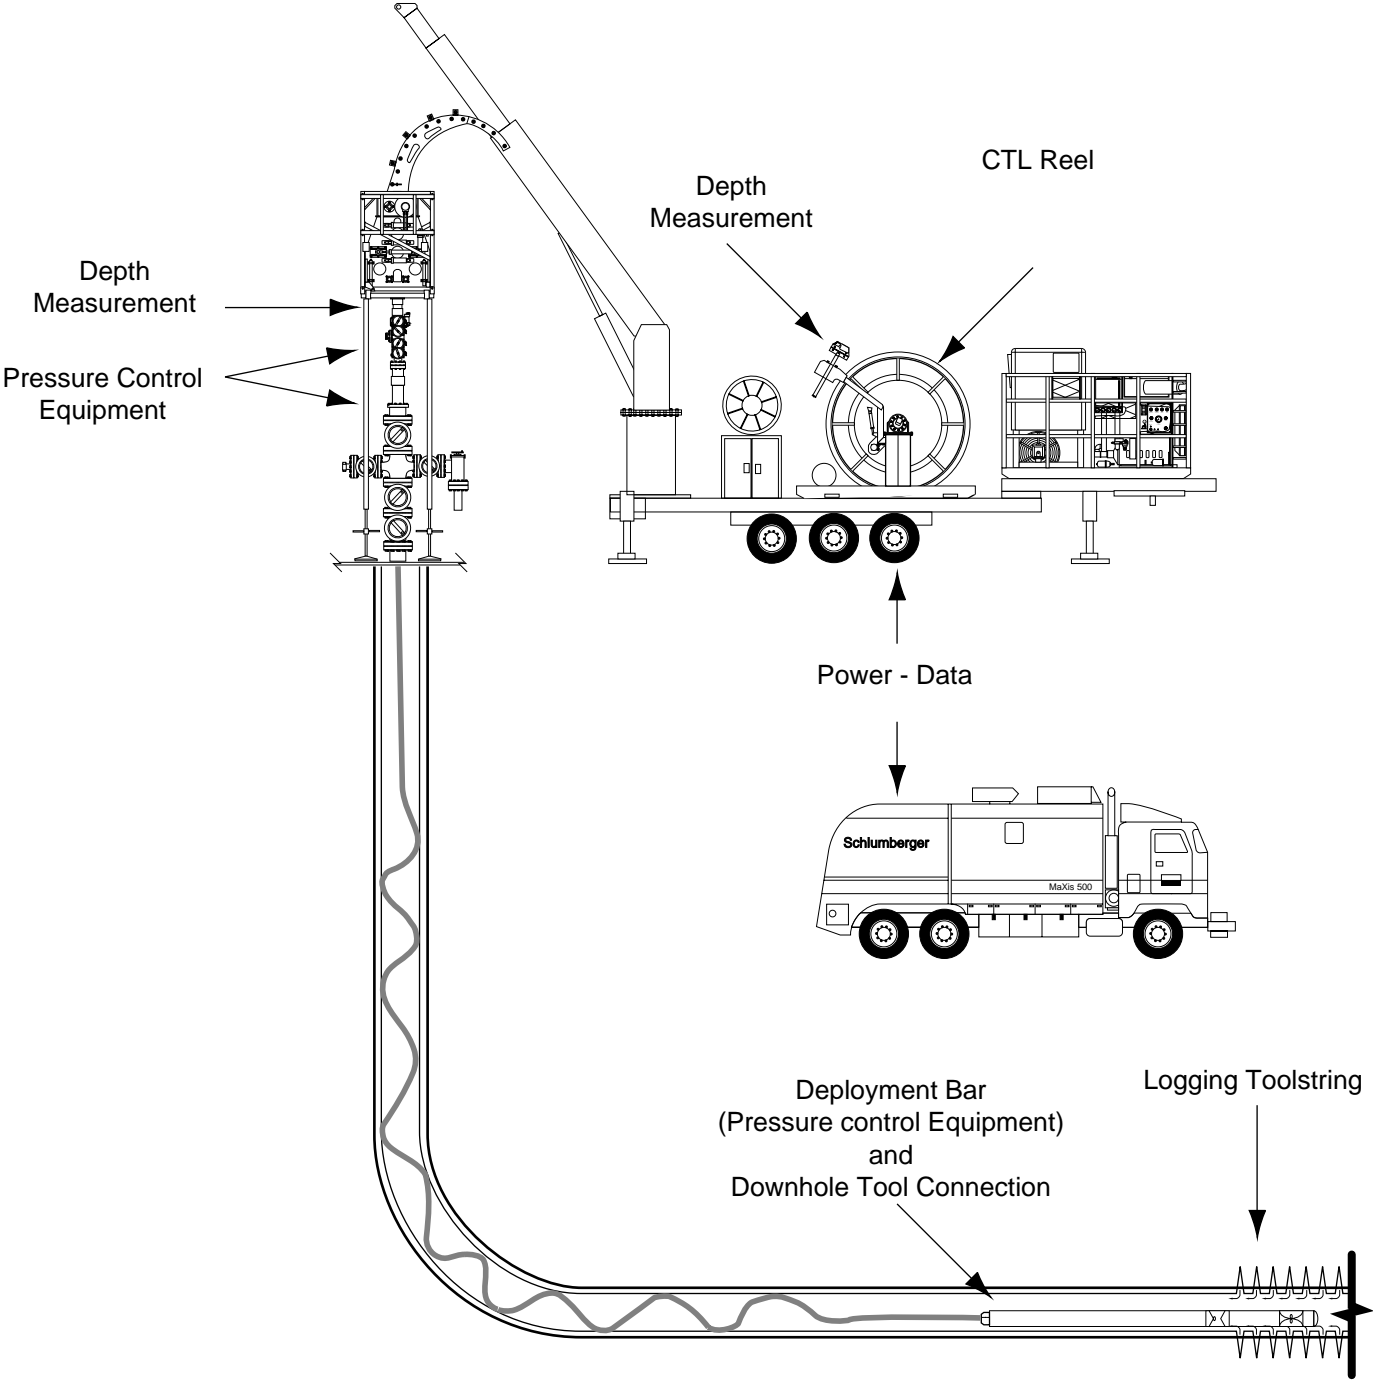 CTL Reel
Depth
Measurement
Depth
Measurement
Pressure Control
Equipment
Power - Data
Schlumberger
MaXis 500
Logging Toolstring
Deployment Bar
(Pressure control Equipment)
and
Downhole Tool Connection